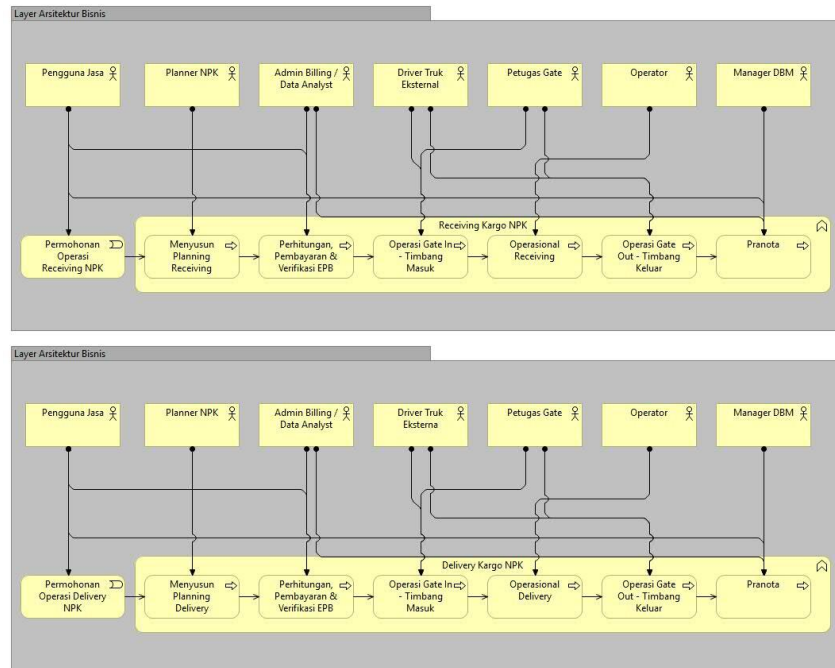 Layer Arsitektur Bisnis
Pengguna Jasa
Planner NPK
Admin Billing /
Data Analyst
Driver Truk
Eksternal
Petugas Gate
Operator
Manager DBM
Receiving Kargo NPK
Permohonan
Operasi
Receiving NPK
Menyusun
Planning
Receiving
Perhitungan,
Pembayaran &
Verifikasi EPB
Operasi Gate In
- Timbang
Masuk
Operasional
Receiving
Operasi Gate
Out - Timbang
Keluar
Pranota
Layer Arsitektur Bisnis
Pengguna Jasa
Planner NPK
Admin Billing /
Data Analyst
Driver Truk
Eksterna
Petugas Gate
Operator
Manager DBM
Delivery Kargo NPK
Permohonan
Operasi Delivery
NPK
Menyusun
Planning
Delivery
Perhitungan,
Pembayaran &
Verifikasi EPB
Operasi Gate In
- Timbang
Masuk
Operasional
Delivery
Operasi Gate
Out - Timbang
Keluar
Pranota